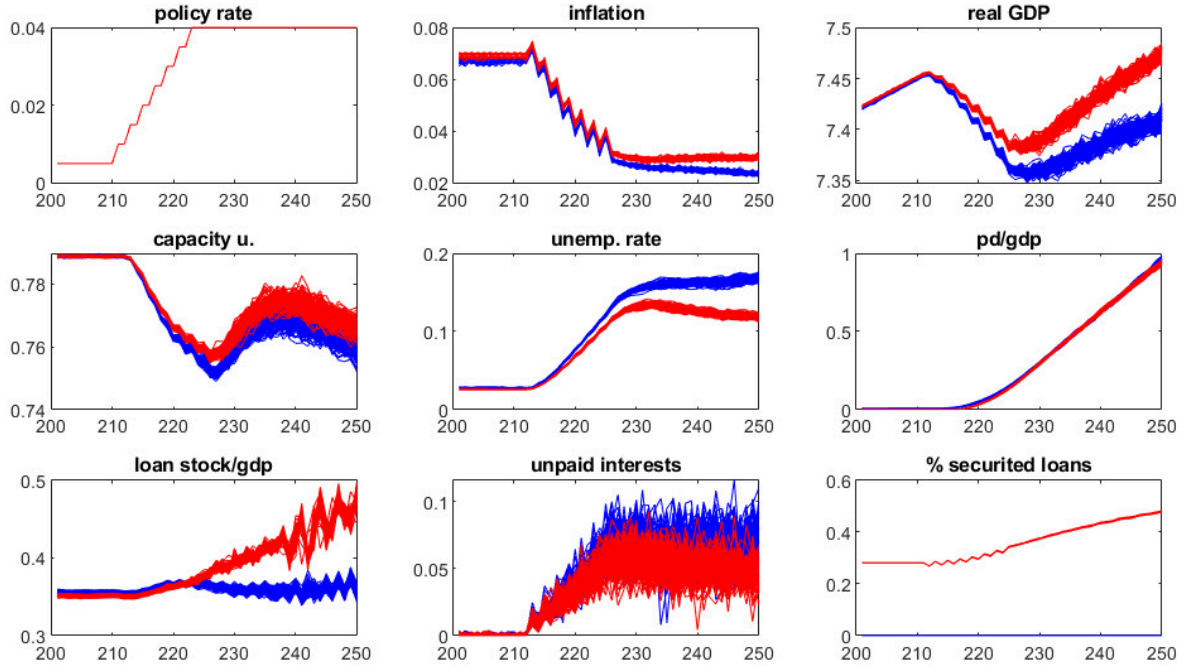 policy rate
0.04
0.02
0
200 210 220 230 240 250
inflation
0.08
0.06
0.04
0.02
200 210 220 230 240 250
real GDP
7.5
7.45
7.4
7.35
200 210 220 230 240 250
capacity u.
0.78
0.76
0.74
200 210 220 230 240 250
unemp. rate
0.2
0.1
0
200 210 220 230 240 250
pd/gdp
1
0.5
0
200 210 220 230 240 250
loan stock/gdp
0.5
0.4
0.3
200 210 220 230 240 250
unpaid interests
0.1
0.05
0
200 210 220 230 240 250
% securited loans
0.6
0.4
0.2
0
200 210 220 230 240 250